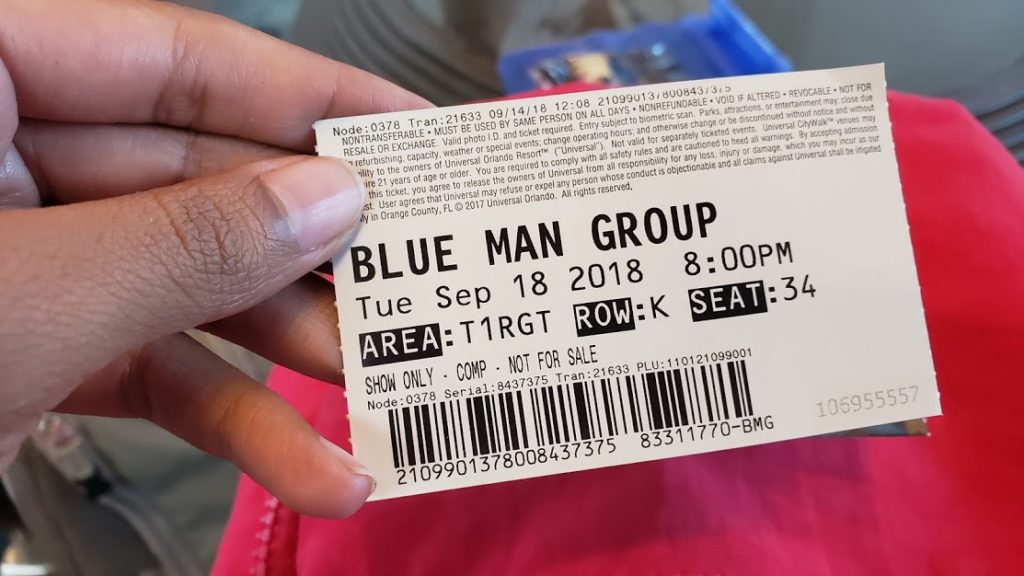 Node:0378 Tran:21633 09/14/18 12:08 2109901378008437375
NONTRANSFERABLE • MUST BE USED BY SAME PERSON ON ALL DAYS • NONREFUNDABLE • VOID IF ALTERED • REVOCABLE • NOT FOR
RESALE OR EXCHANGE. Valid photo I.D. and ticket required. Entry subject to biometric scan. Parks, attractions, or entertainment may: close due
refurbishing, capacity, weather or special events; change operating hours; and otherwise change or be discontinued without notice and without
to the owners of Universal Orlando Resort™ ("Universal"). Not valid for separately ticketed events. Universal CityWalk™ venues may
21 years of age or older. You are required to comply with all safety rules and are cautioned to heed all warnings. By accepting admission
this ticket, you agree to release the owners of Universal from all responsibility for any loss, injury or damage, which you may incur as our
User agrees that Universal may refuse or expel any person whose conduct is objectionable and all claims against Universal shall be litigated
in Orange County, FL © 2017 Universal Orlando. All rights reserved.
BLUE MAN GROUP
Tue Sep 18 2018 8:00PM
AREA:T1RGT ROW:K SEAT:34
SHOW ONLY - COMP - NOT FOR SALE
Node:0378 Serial:8437375 Tran:21633 PLU:110121099001
2109901378008437375 83311770-BMG
106955557